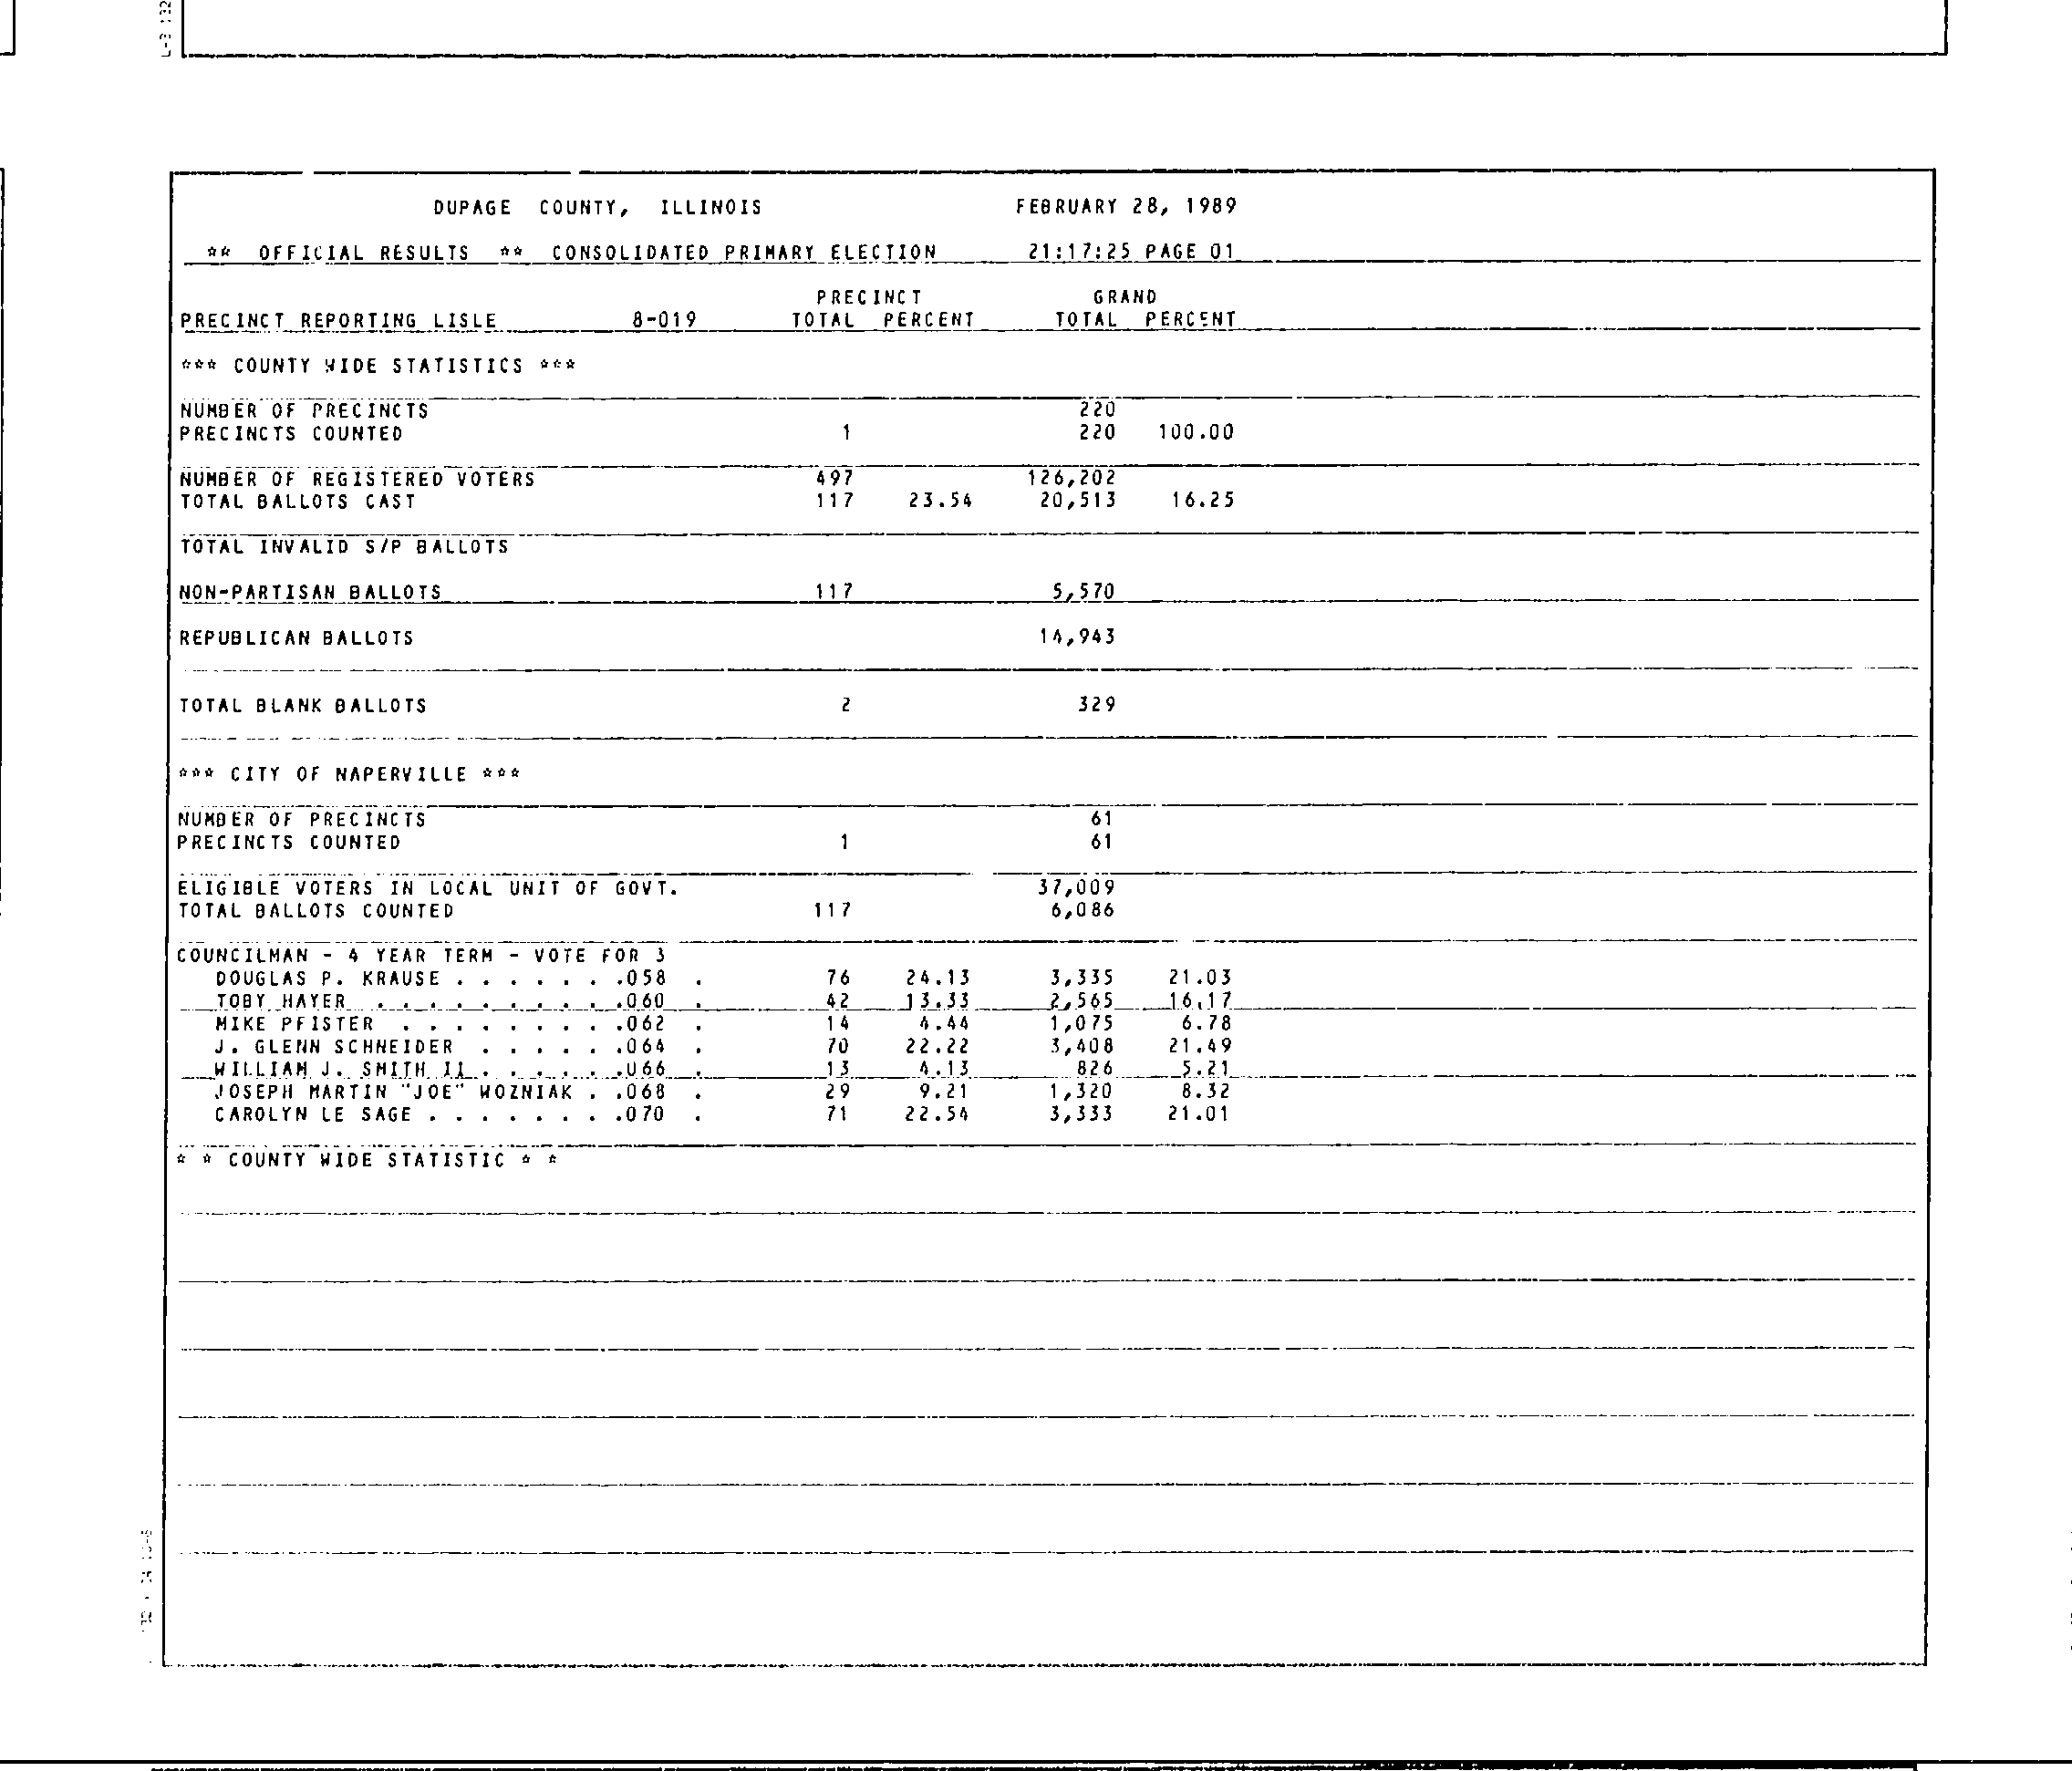 DUPAGE COUNTY, ILLINOIS FEBRUARY 28, 1989
** OFFICIAL RESULTS ** CONSOLIDATED PRIMARY ELECTION 21:17:25 PAGE 01
PRECINCT GRAND
PRECINCT REPORTING LISLE 8-019 TOTAL PERCENT TOTAL PERCENT
*** COUNTY WIDE STATISTICS ***
NUMBER OF PRECINCTS 220
PRECINCTS COUNTED 1 220 100.00
NUMBER OF REGISTERED VOTERS 497 126,202
TOTAL BALLOTS CAST 117 23.54 20,513 16.25
TOTAL INVALID S/P BALLOTS
NON-PARTISAN BALLOTS 117 5,570
REPUBLICAN BALLOTS 14,943
TOTAL BLANK BALLOTS 2 329
*** CITY OF NAPERVILLE ***
NUMBER OF PRECINCTS 61
PRECINCTS COUNTED 1 61
ELIGIBLE VOTERS IN LOCAL UNIT OF GOVT. 37,009
TOTAL BALLOTS COUNTED 117 6,086
COUNCILMAN - 4 YEAR TERM - VOTE FOR 3
DOUGLAS P. KRAUSE . . . . . . .058 . 76 24.13 3,335 21.03
TOBY HAYER . . . . . . . . . .060 . 42 13.33 2,565 16.17
MIKE PFISTER . . . . . . . . .062 . 14 4.44 1,075 6.78
J. GLENN SCHNEIDER . . . . . .064 . 70 22.22 3,408 21.49
WILLIAM J. SMITH II . . . . . .066 . 13 4.13 826 5.21
JOSEPH MARTIN "JOE" WOZNIAK . .068 . 29 9.21 1,320 8.32
CAROLYN LE SAGE . . . . . . . .070 . 71 22.54 3,333 21.01
* * COUNTY WIDE STATISTIC * *